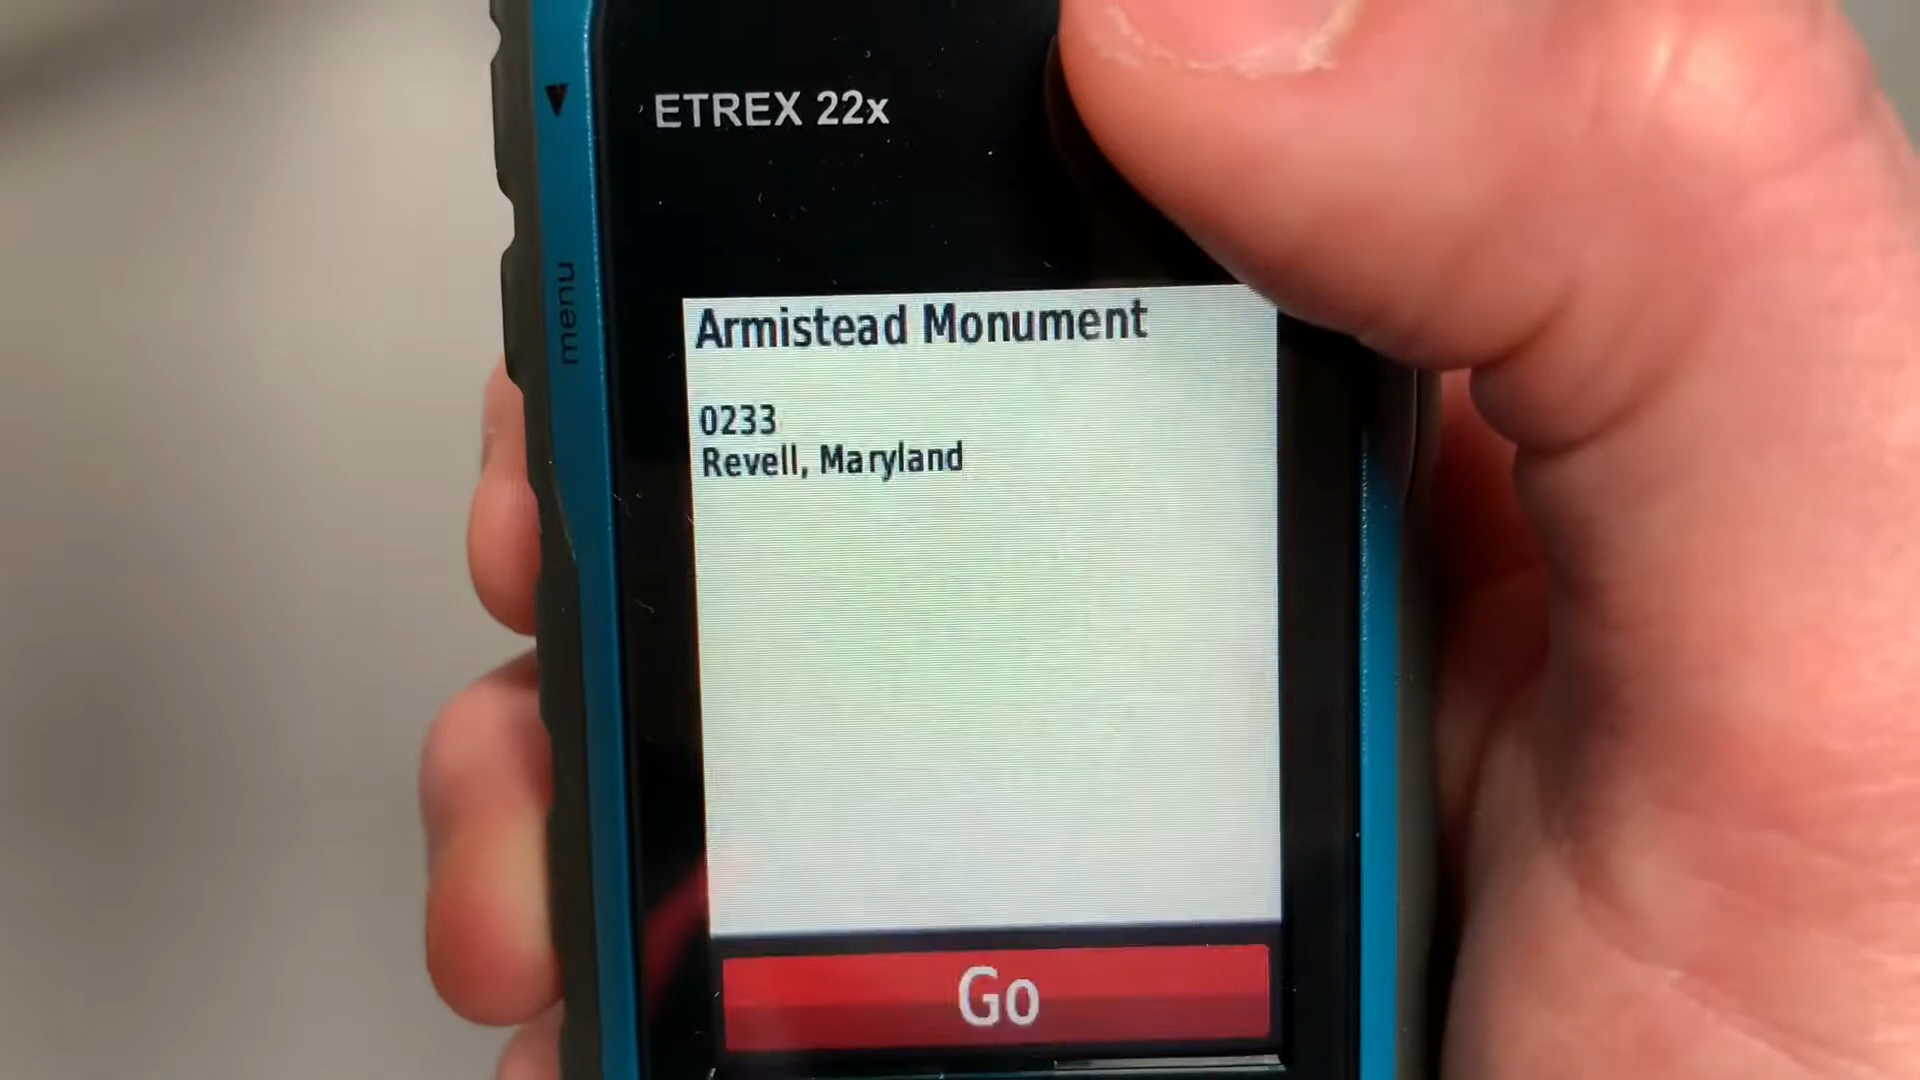 ETREX 22x
menu
Armistead Monument
0233
Revell, Maryland
Go